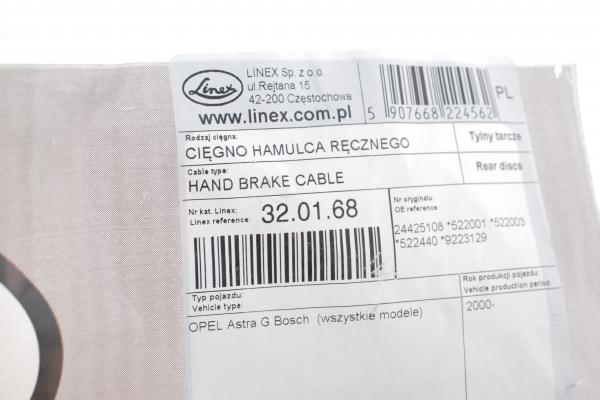 Linex
LINEX Sp. z o.o.
ul.Rejtana 15
42-200 Częstochowa
www.linex.com.pl
5 907668 224562
PL
Rodzaj cięgna:
CIĘGNO HAMULCA RĘCZNEGO
Tylny tarcze
Cable type:
HAND BRAKE CABLE
Rear discs
Nr kat. Linex:
Linex reference:
32.01.68
Nr oryginału:
OE reference:
24425108 *522001 *522003
*522440 *9223129
Typ pojazdu:
Vehicle type:
Rok produkcji pojazdu:
Vehicle production period:
OPEL Astra G Bosch (wszystkie modele)
2000-